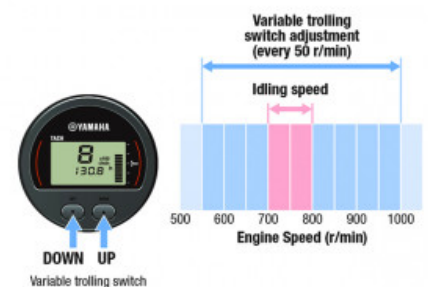 Variable trolling
switch adjustment
(every 50 r/min)
Idling speed
YAMAHA
TACH
8
130.8
500 600 700 800 900 1000
Engine Speed (r/min)
DOWN UP
Variable trolling switch